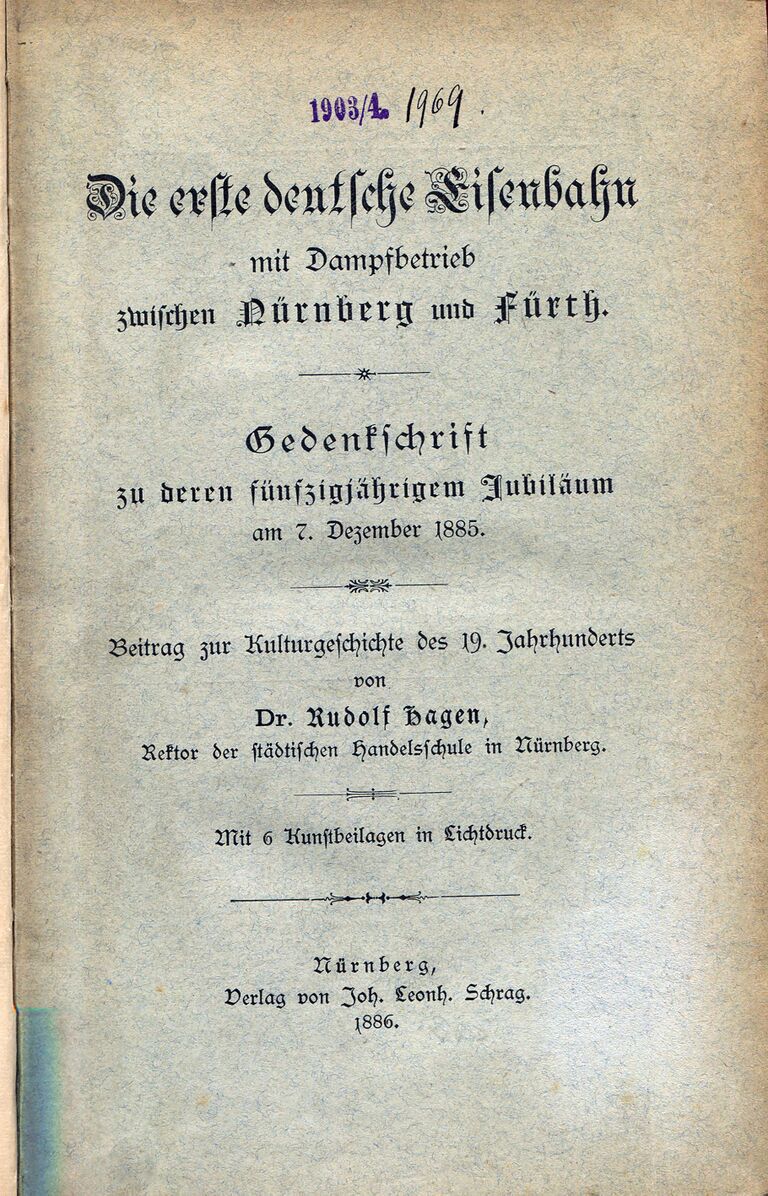 1903/4. 1969.
Die erste deutsche Eisenbahn
mit Dampfbetrieb
zwischen Nürnberg und Fürth.
Gedenkschrift
zu deren fünfzigjährigem Jubiläum
am 7. Dezember 1885.
Beitrag zur Kulturgeschichte des 19. Jahrhunderts
von
Dr. Rudolf Hagen,
Rektor der städtischen Handelsschule in Nürnberg.
Mit 6 Kunstbeilagen in Lichtdruck.
Nürnberg,
Verlag von Joh. Leonh. Schrag.
1886.